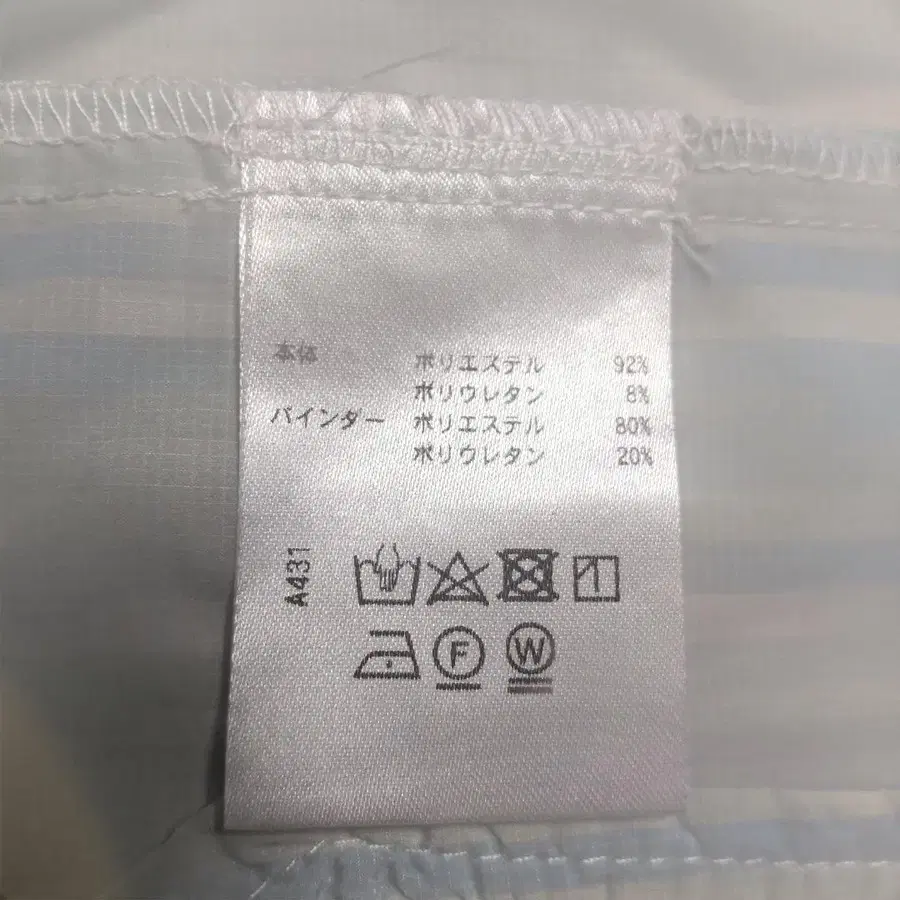 本体 ポリエステル 92%
ポリウレタン 8%
バインダー ポリエステル 80%
ポリウレタン 20%
A431
F W